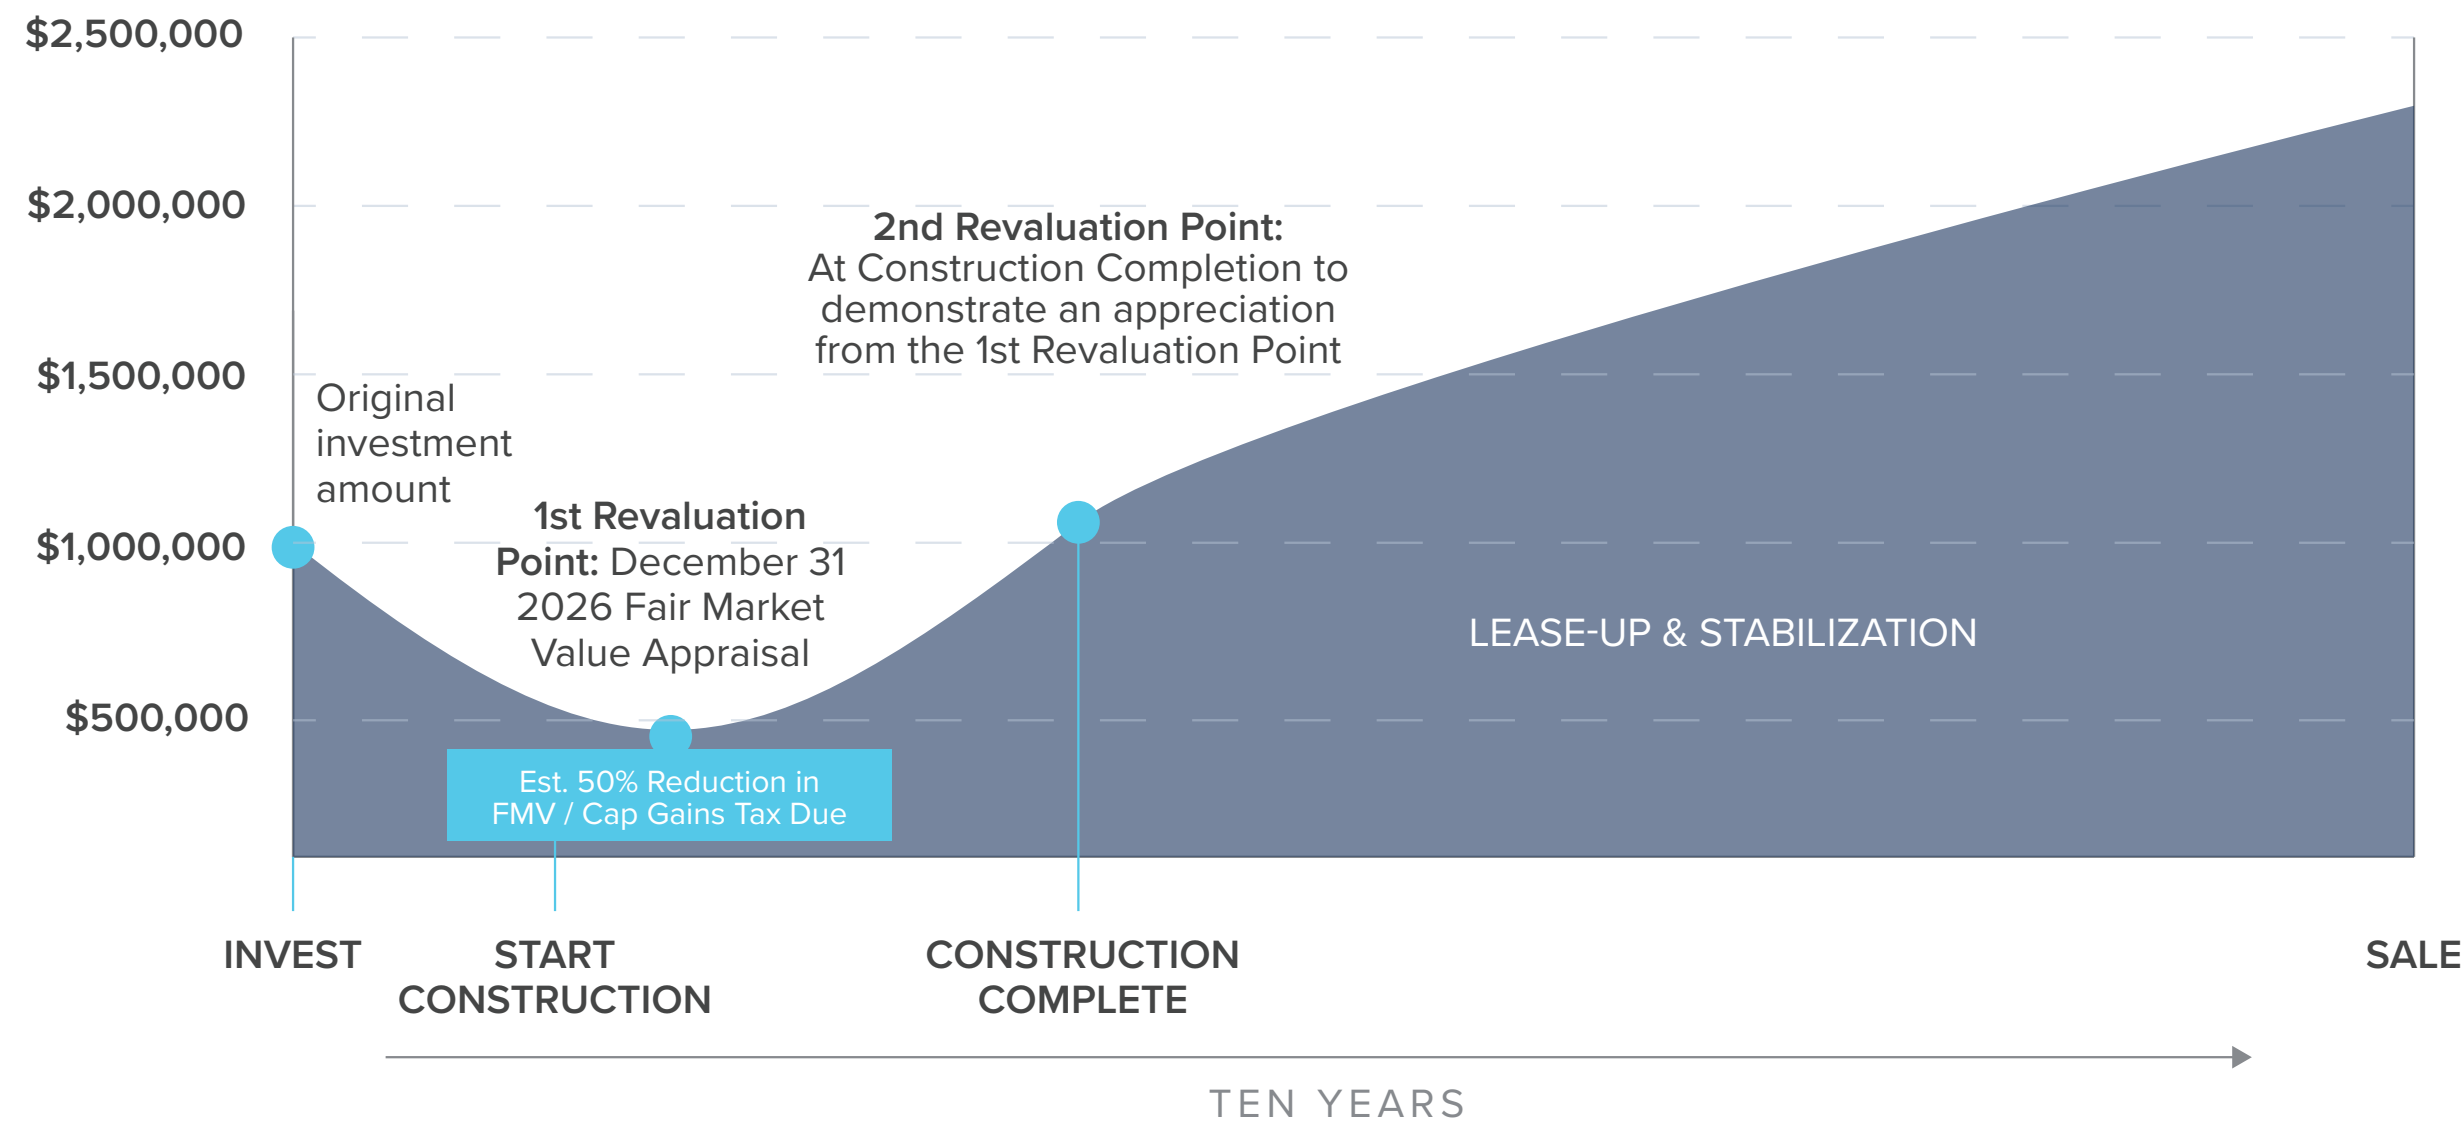 $2,500,000
$2,000,000
$1,500,000
$1,000,000
$500,000
Original
investment
amount
1st Revaluation
Point: December 31
2026 Fair Market
Value Appraisal
2nd Revaluation Point:
At Construction Completion to
demonstrate an appreciation
from the 1st Revaluation Point
LEASE-UP & STABILIZATION
Est. 50% Reduction in
FMV / Cap Gains Tax Due
INVEST
START
CONSTRUCTION
CONSTRUCTION
COMPLETE
SALE
TEN YEARS